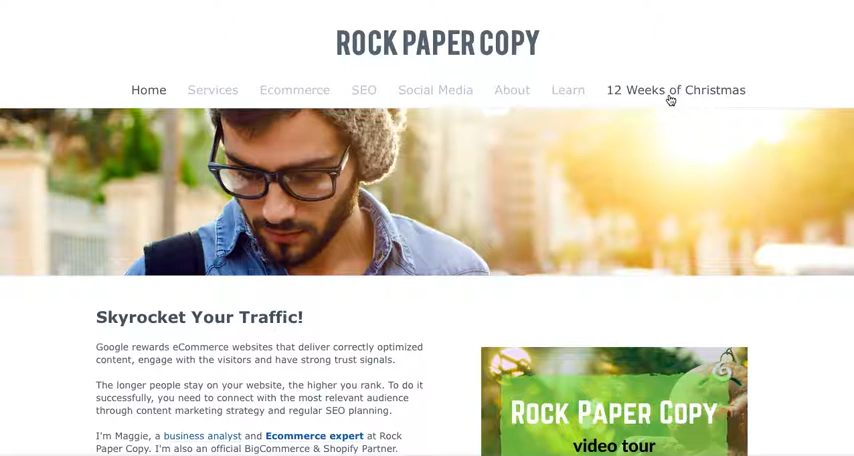 ROCK PAPER COPY
Home Services Ecommerce SEO Social Media About Learn 12 Weeks of Christmas
Skyrocket Your Traffic!
Google rewards eCommerce websites that deliver correctly optimized
content, engage with the visitors and have strong trust signals.
The longer people stay on your website, the higher you rank. To do it
successfully, you need to connect with the most relevant audience
through content marketing strategy and regular SEO planning.
I'm Maggie, a business analyst and Ecommerce expert at Rock
Paper Copy. I'm also an official BigCommerce & Shopify Partner.
ROCK PAPER COPY
video tour